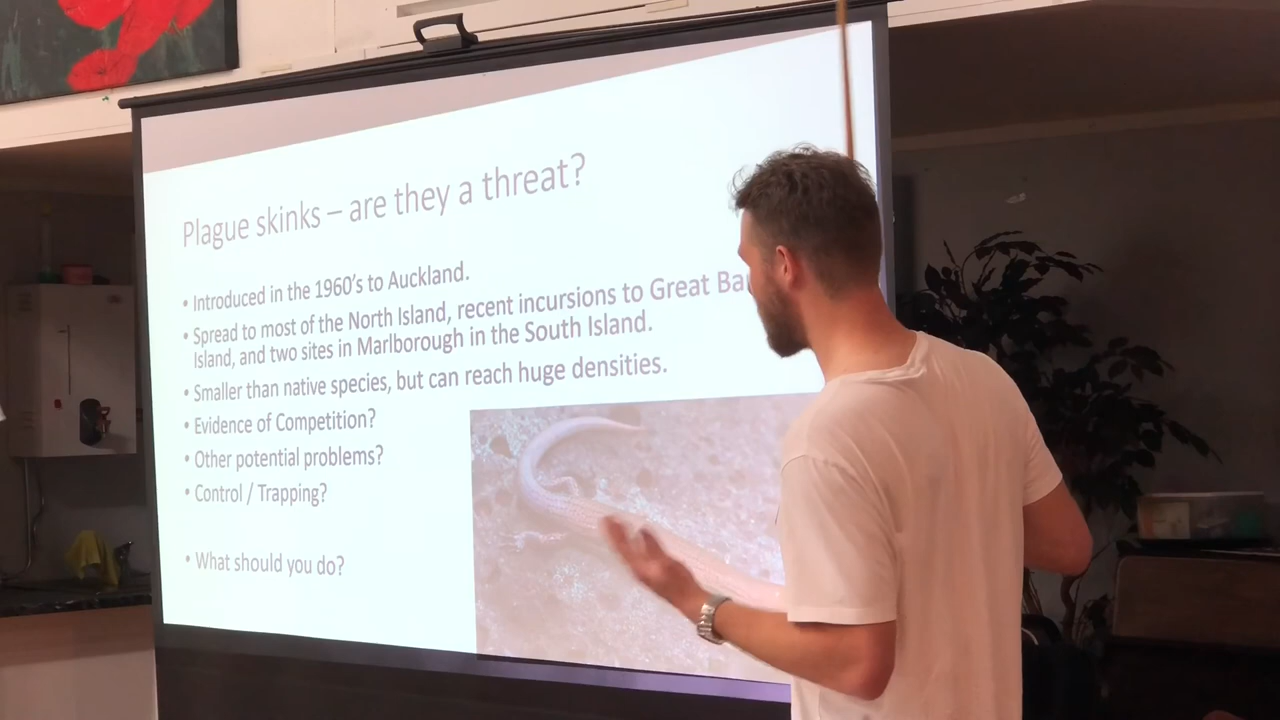 Plague skinks – are they a threat?
• Introduced in the 1960's to Auckland.
• Spread to most of the North Island, recent incursions to Great
Island, and two sites in Marlborough in the South Island.
• Smaller than native species, but can reach huge densities.
• Evidence of Competition?
• Other potential problems?
• Control / Trapping?
• What should you do?